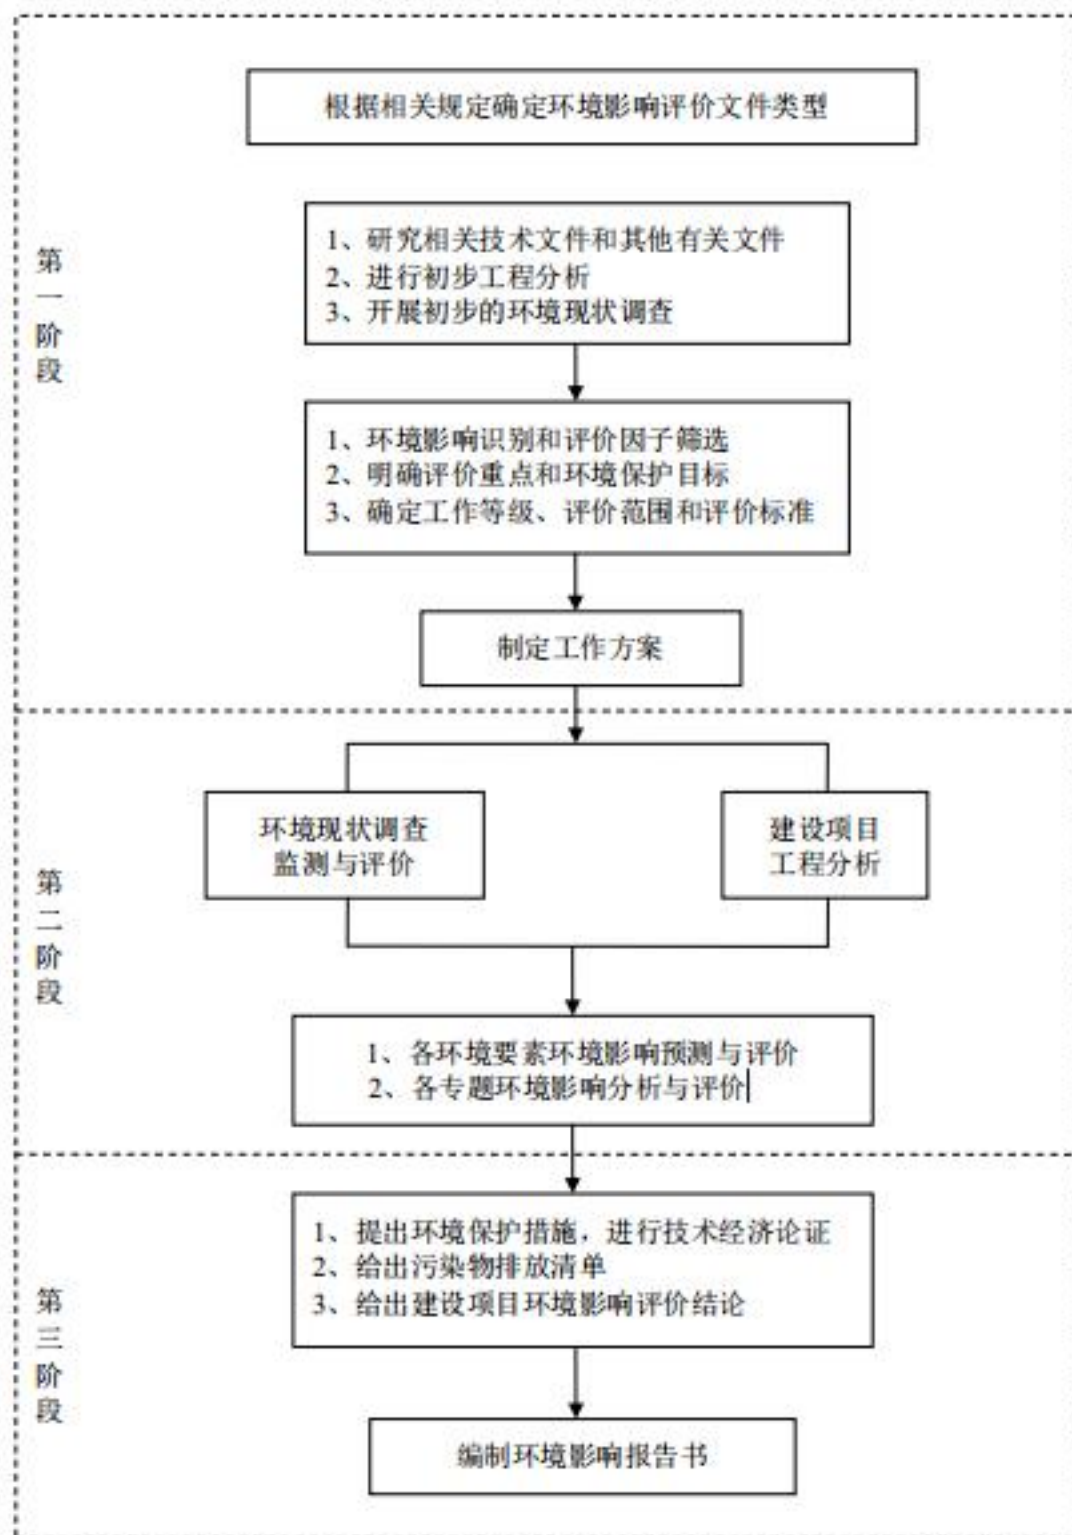 根据相关规定确定环境影响评价文件类型
第一阶段
1、研究相关技术文件和其他有关文件
2、进行初步工程分析
3、开展初步的环境现状调查
1、环境影响识别和评价因子筛选
2、明确评价重点和环境保护目标
3、确定工作等级、评价范围和评价标准
制定工作方案
第二阶段
环境现状调查
监测与评价
建设项目
工程分析
1、各环境要素环境影响预测与评价
2、各专题环境影响分析与评价
第三阶段
1、提出环境保护措施，进行技术经济论证
2、给出污染物排放清单
3、给出建设项目环境影响评价结论
编制环境影响报告书